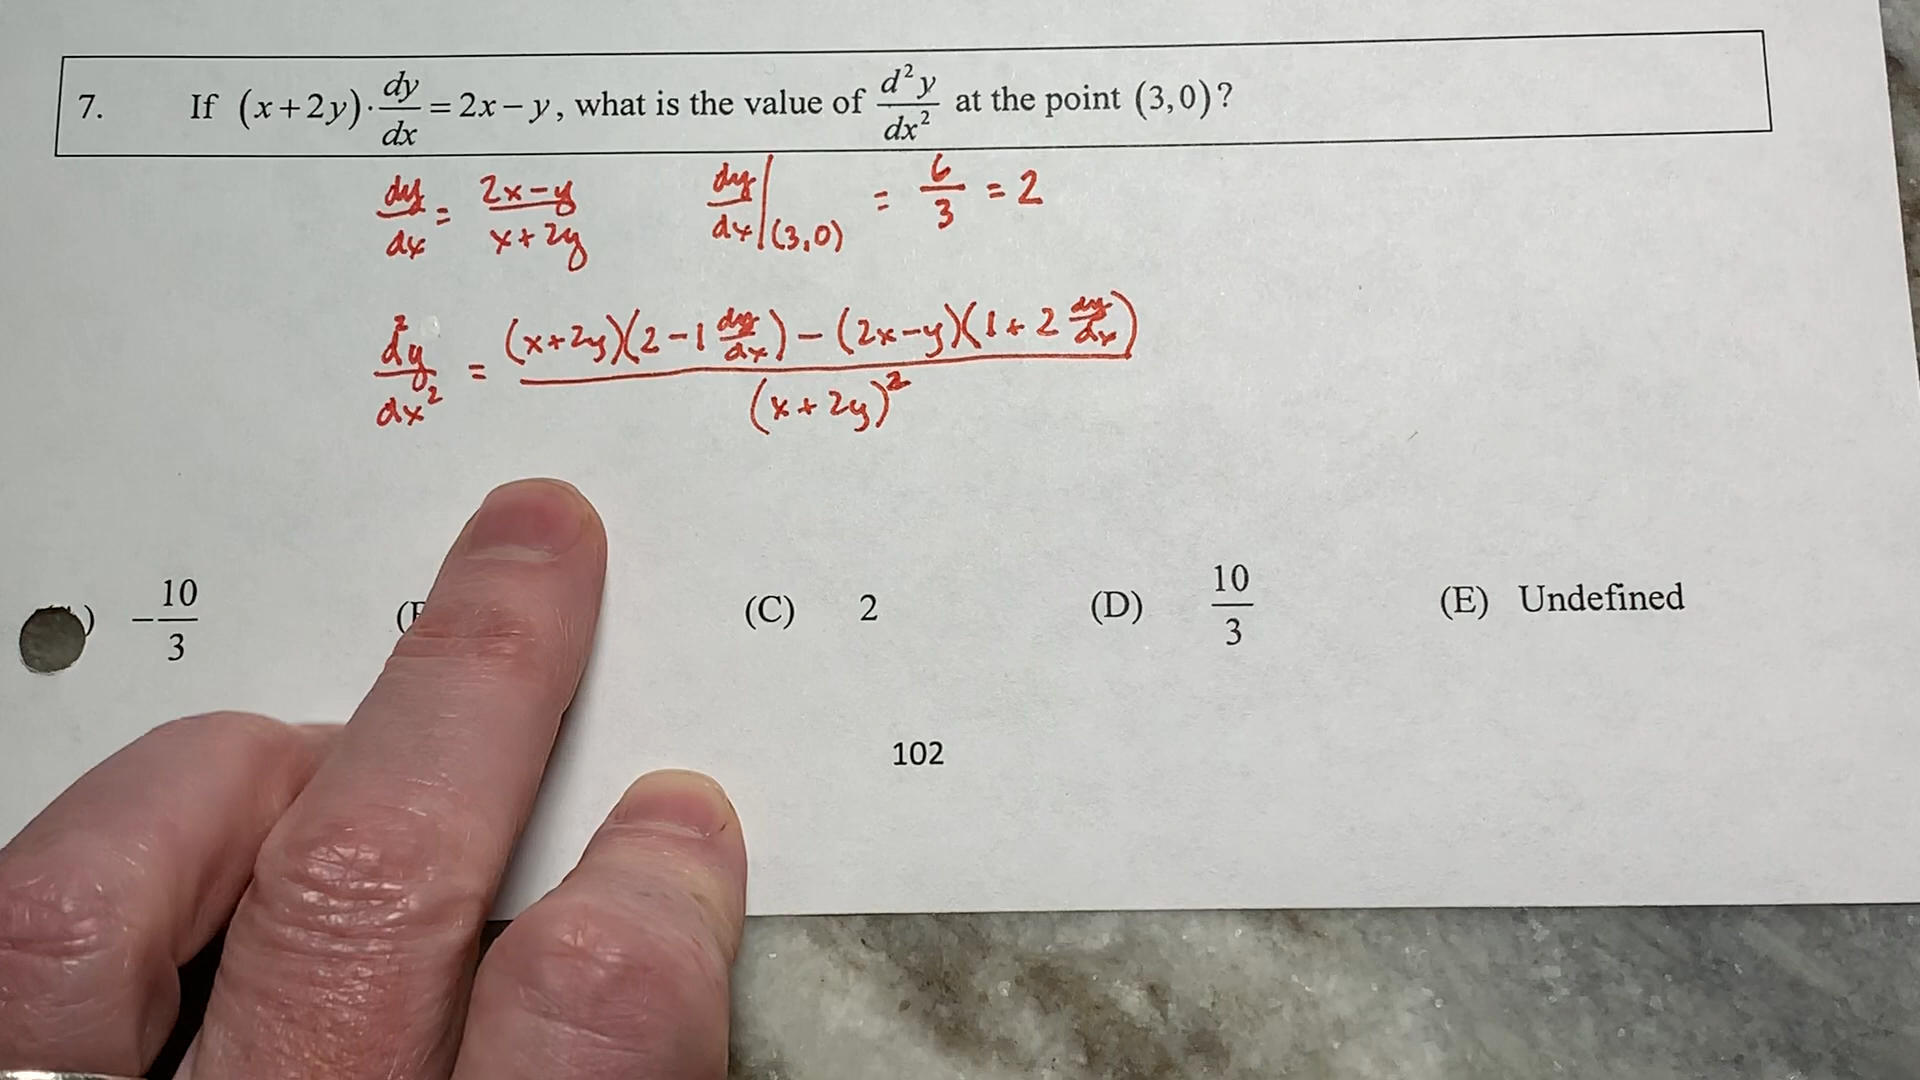 7. If (x+2y)·dy/dx = 2x−y, what is the value of d²y/dx² at the point (3,0)?
dy/dx = 2x−y/x+2y dy/dx|(3,0) = 6/3 = 2
d²y/dx² = (x+2y)(2−1 dy/dx) − (2x−y)(1+2 dy/dx)/(x+2y)²
) −10/3 (C) 2 (D) 10/3 (E) Undefined
102